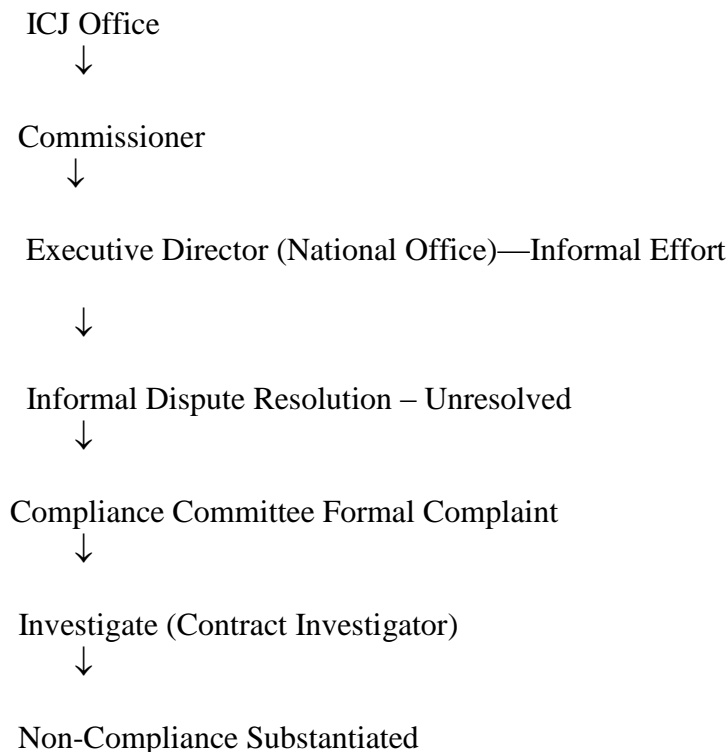 ICJ Office
↓
Commissioner
↓
Executive Director (National Office)—Informal Effort
↓
Informal Dispute Resolution – Unresolved
↓
Compliance Committee Formal Complaint
↓
Investigate (Contract Investigator)
↓
Non-Compliance Substantiated